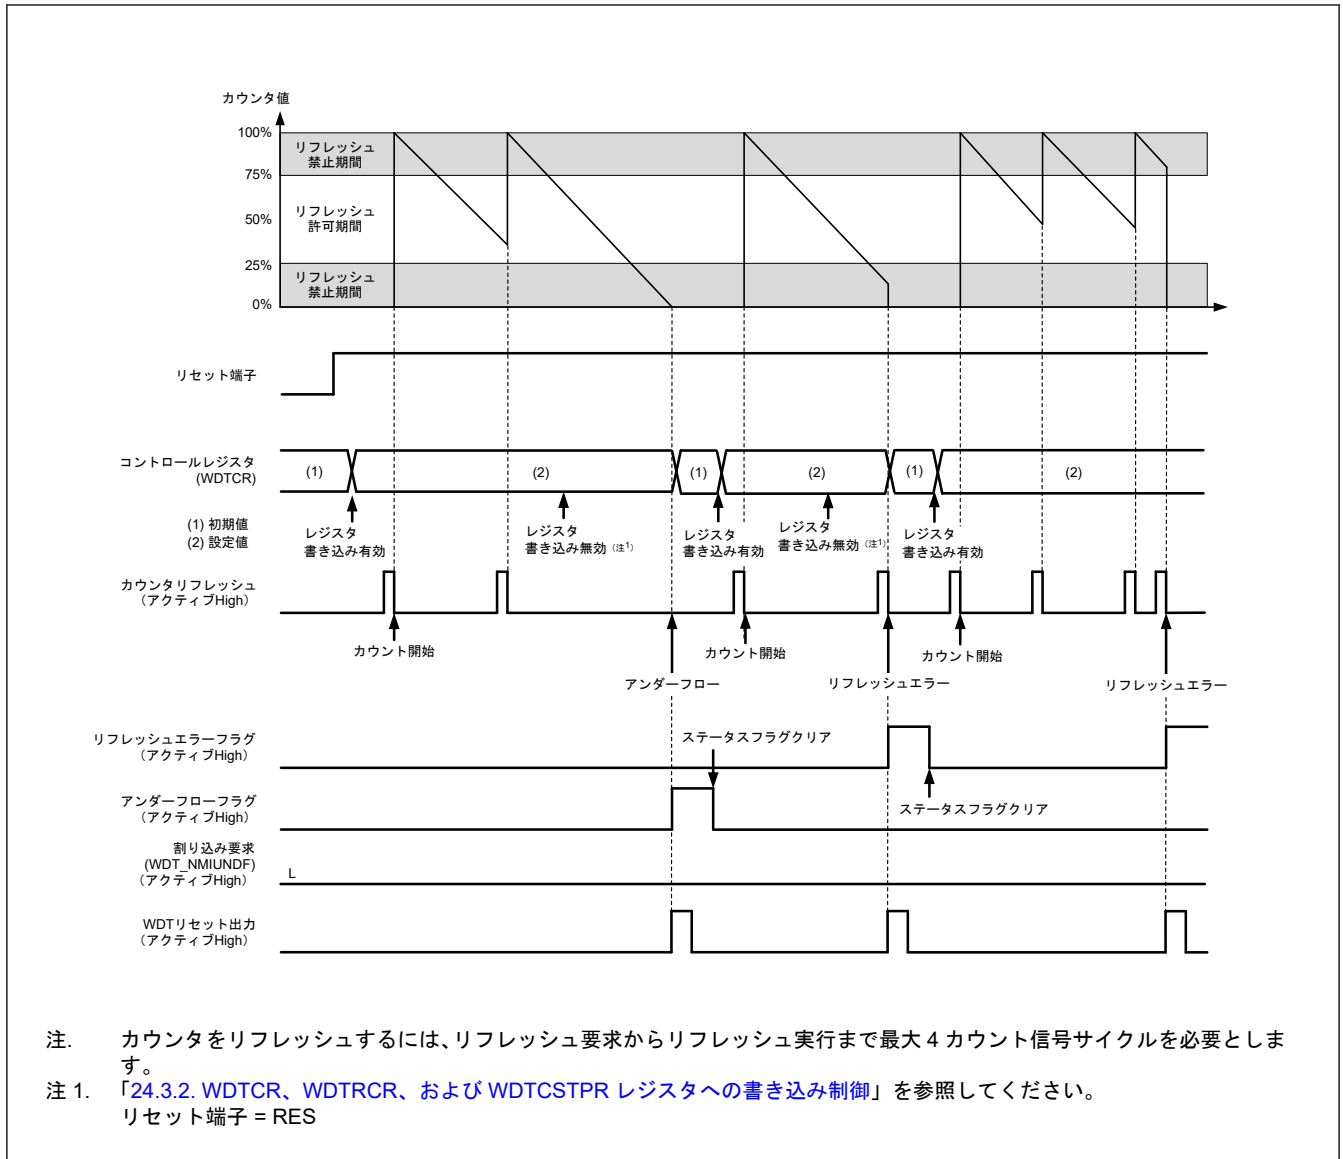 カウンタ値
100%
リフレッシュ
禁止期間
75%
リフレッシュ
許可期間
50%
25%
リフレッシュ
禁止期間
0%
リセット端子
コントロールレジスタ
(WDTCR)
(1)
(2)
(1)
(2)
(1)
(2)
(1) 初期値
(2) 設定値
レジスタ
書き込み有効
レジスタ
書き込み無効（注1）
レジスタ
書き込み有効
レジスタ
書き込み無効（注1）
レジスタ
書き込み有効
カウンタリフレッシュ
（アクティブHigh）
カウント開始
カウント開始
カウント開始
アンダーフロー
リフレッシュエラー
リフレッシュエラー
リフレッシュエラーフラグ
（アクティブHigh）
ステータスフラグクリア
アンダーフローフラグ
（アクティブHigh）
ステータスフラグクリア
割り込み要求
(WDT_NMIUNDF)
（アクティブHigh）
L
WDTリセット出力
（アクティブHigh）
注. カウンタをリフレッシュするには、リフレッシュ要求からリフレッシュ実行まで最大 4 カウント信号サイクルを必要としま
す。
注 1. 「24.3.2. WDTCR、WDTRCR、および WDTCSTPR レジスタへの書き込み制御」を参照してください。
リセット端子 = RES